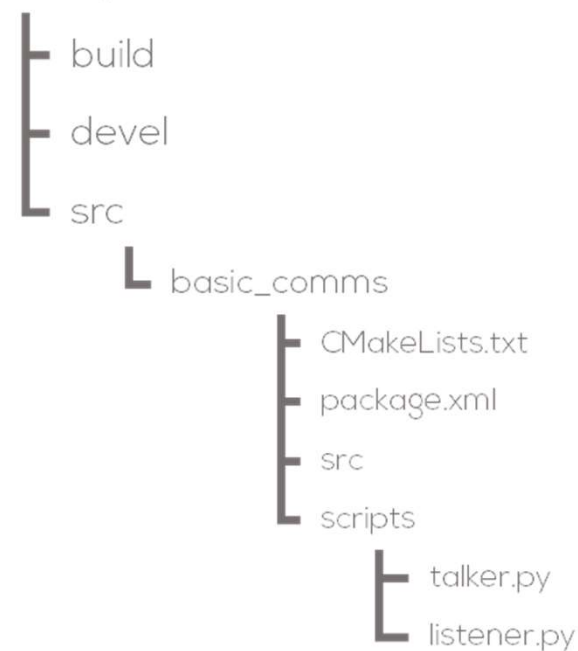 build
devel
src
basic_comms
CMakeLists.txt
package.xml
src
scripts
talker.py
listener.py